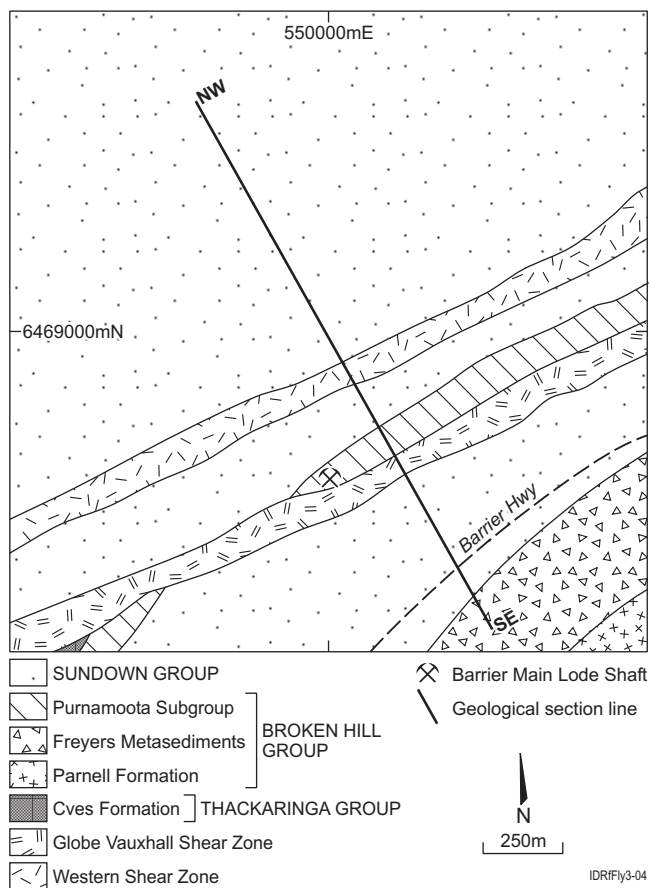 550000mE
NW
6469000mN
Barrier Hwy
SE
SUNDOWN GROUP
Purnamoota Subgroup
Freyers Metasediments
Parnell Formation
BROKEN HILL
GROUP
Cves Formation
THACKARINGA GROUP
Globe Vauxhall Shear Zone
Western Shear Zone
Barrier Main Lode Shaft
Geological section line
N
250m
IDRfFly3-04